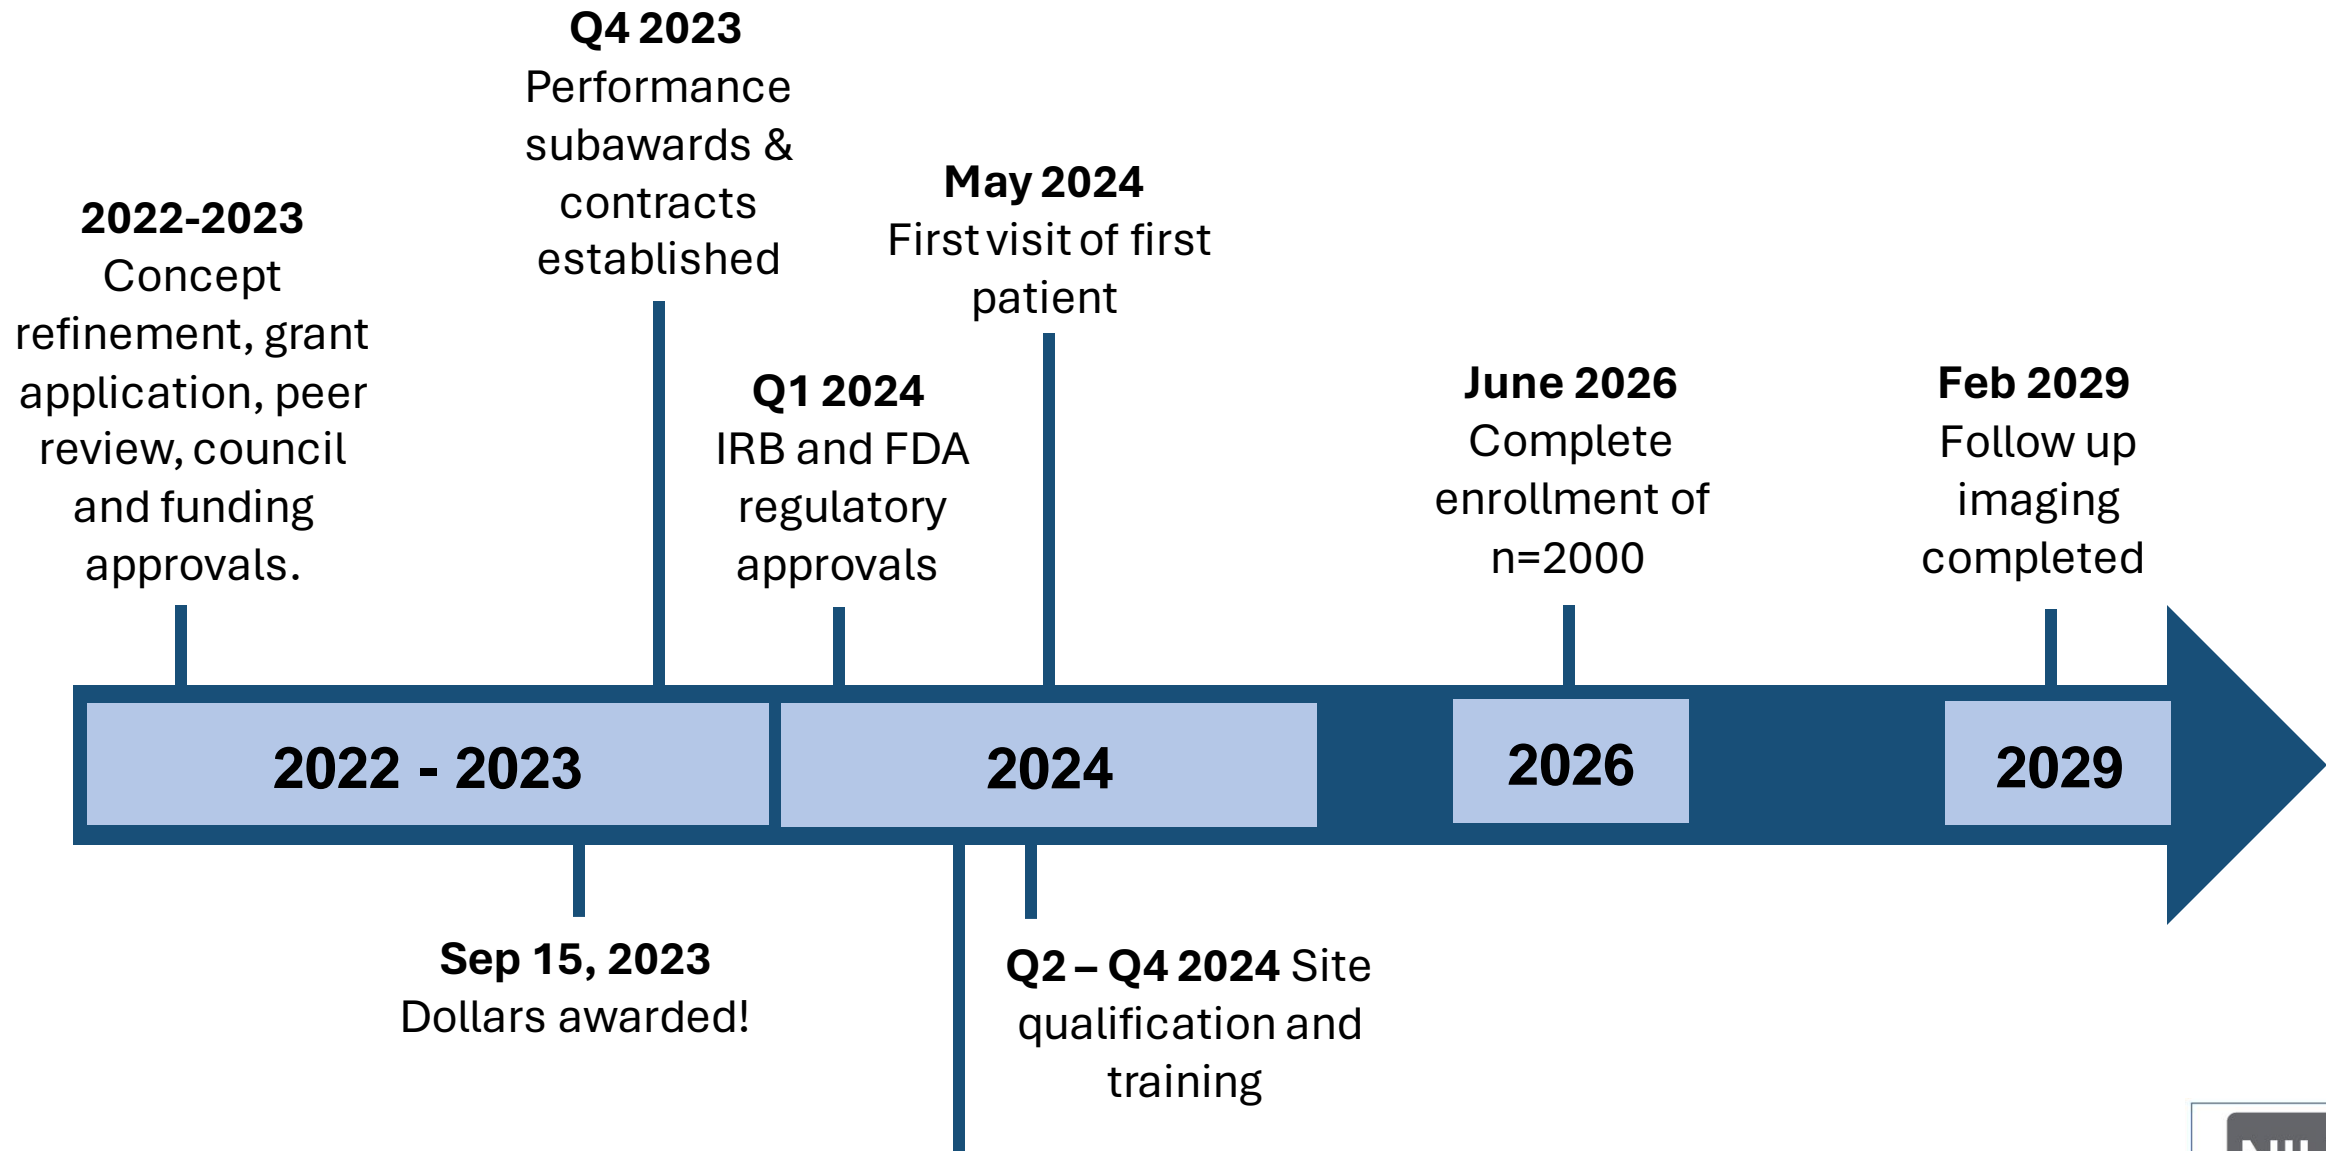 Q4 2023
Performance
subawards &
contracts
established
May 2024
First visit of first
patient
2022-2023
Concept
refinement, grant
application, peer
review, council
and funding
approvals.
Q1 2024
IRB and FDA
regulatory
approvals
June 2026
Complete
enrollment of
n=2000
Feb 2029
Follow up
imaging
completed
2022 - 2023
2024
2026
2029
Sep 15, 2023
Dollars awarded!
Q2 – Q4 2024 Site
qualification and
training